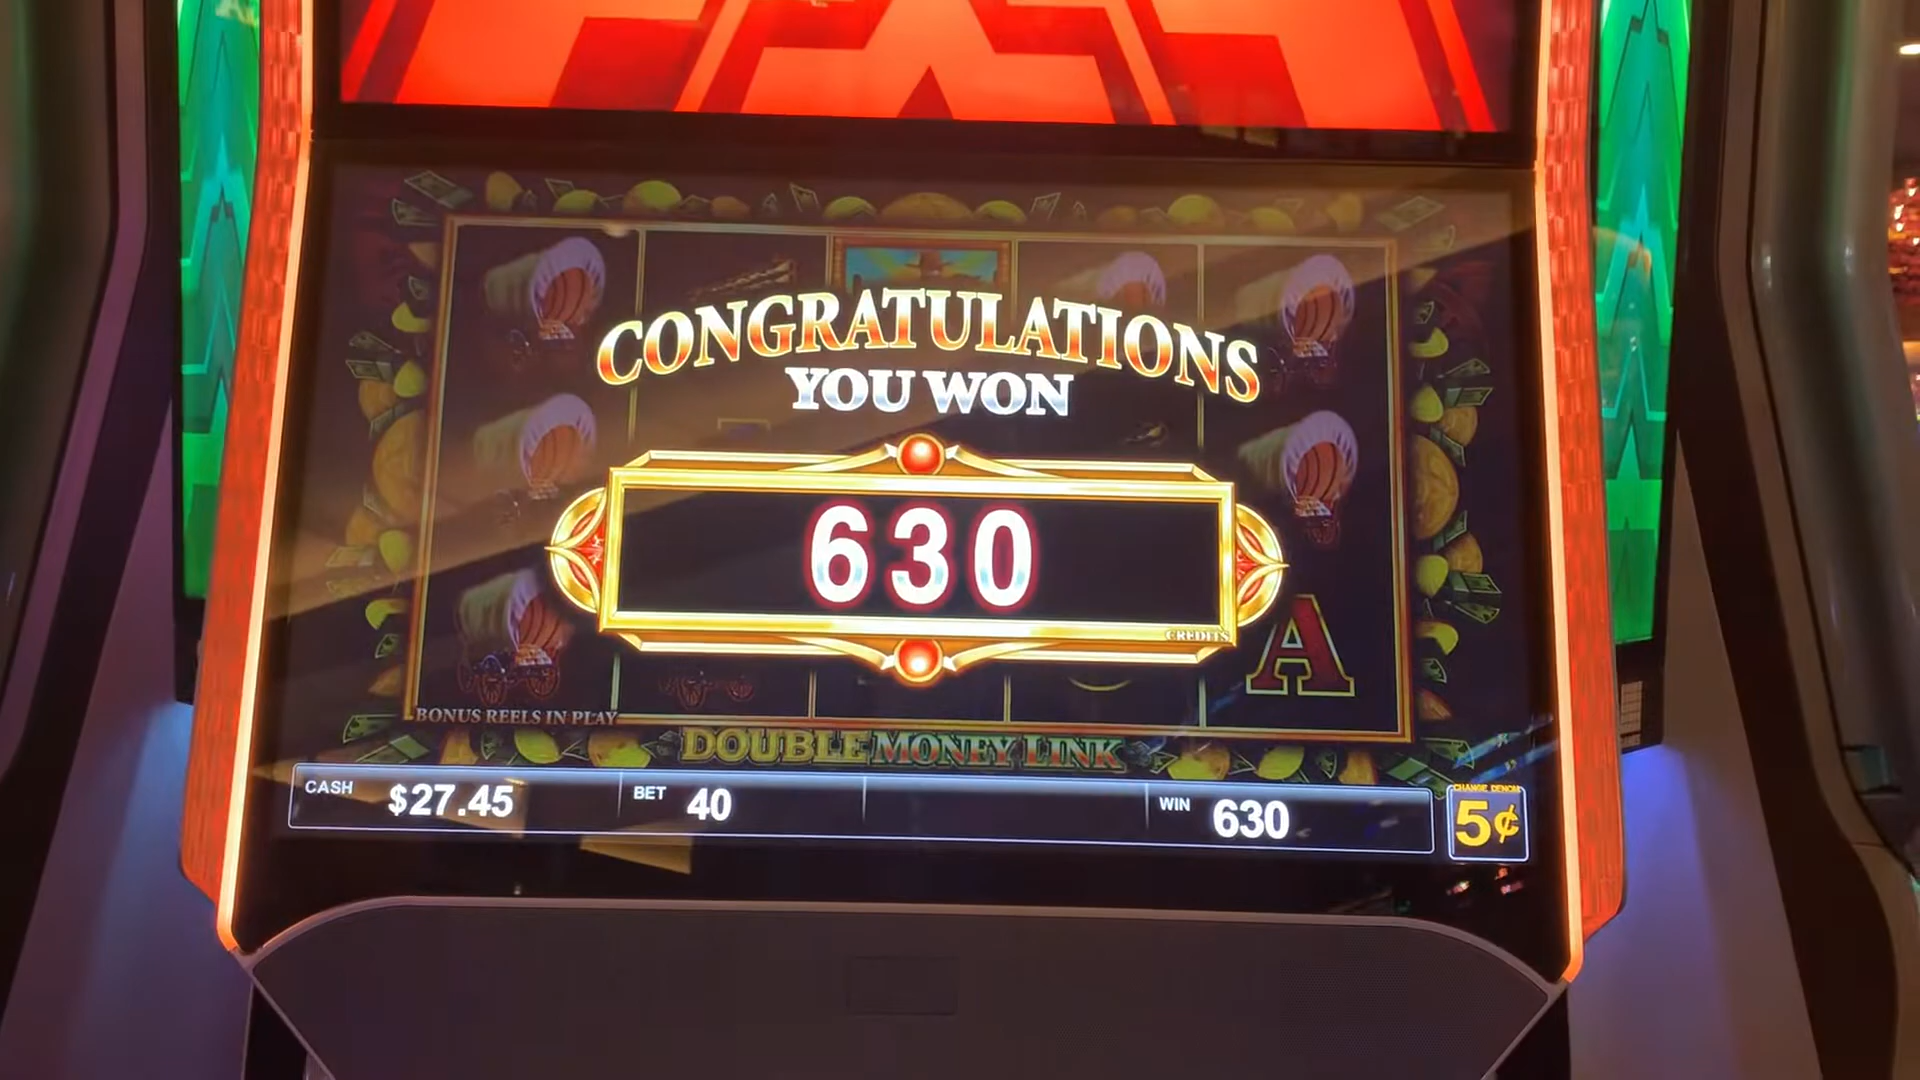 CONGRATULATIONS
YOU WON
630
CREDITS
A
BONUS REELS IN PLAY
DOUBLE MONEY LINK
CASH $27.45
BET 40
WIN 630
CHANGE DENOM
5¢